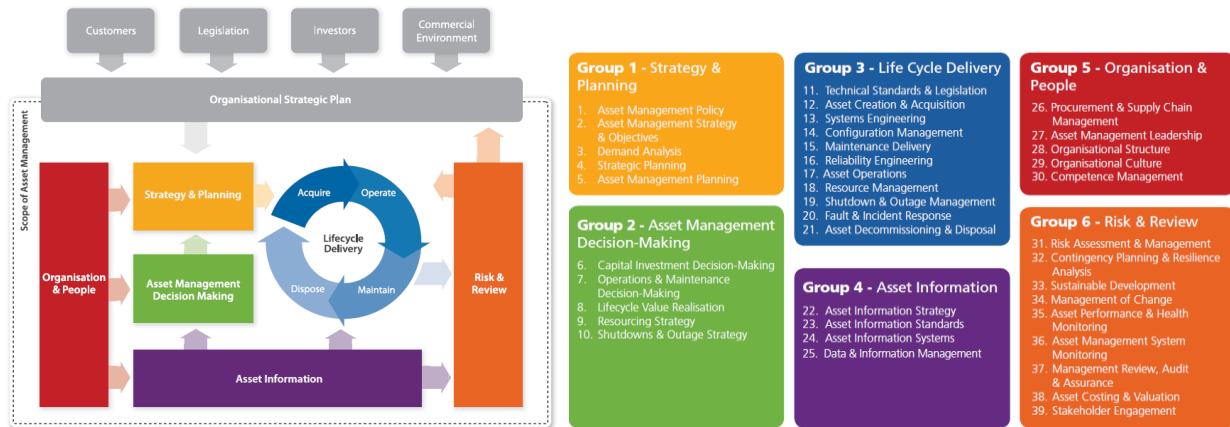 Customers
Legislation
Investors
Commercial
Environment
Organisational Strategic Plan
Scope of Asset Management
Strategy & Planning
Acquire
Operate
Lifecycle
Delivery
Organisation
& People
Asset Management
Decision Making
Dispose
Maintain
Risk &
Review
Asset Information
Group 1 - Strategy &
Planning
1. Asset Management Policy
2. Asset Management Strategy
& Objectives
3. Demand Analysis
4. Strategic Planning
5. Asset Management Planning
Group 2 - Asset Management
Decision-Making
6. Capital Investment Decision-Making
7. Operations & Maintenance
Decision-Making
8. Lifecycle Value Realisation
9. Resourcing Strategy
10. Shutdowns & Outage Strategy
Group 3 - Life Cycle Delivery
11. Technical Standards & Legislation
12. Asset Creation & Acquisition
13. Systems Engineering
14. Configuration Management
15. Maintenance Delivery
16. Reliability Engineering
17. Asset Operations
18. Resource Management
19. Shutdown & Outage Management
20. Fault & Incident Response
21. Asset Decommissioning & Disposal
Group 4 - Asset Information
22. Asset Information Strategy
23. Asset Information Standards
24. Asset Information Systems
25. Data & Information Management
Group 5 - Organisation &
People
26. Procurement & Supply Chain
Management
27. Asset Management Leadership
28. Organisational Structure
29. Organisational Culture
30. Competence Management
Group 6 - Risk & Review
31. Risk Assessment & Management
32. Contingency Planning & Resilience
Analysis
33. Sustainable Development
34. Management of Change
35. Asset Performance & Health
Monitoring
36. Asset Management System
Monitoring
37. Management Review, Audit
& Assurance
38. Asset Costing & Valuation
39. Stakeholder Engagement